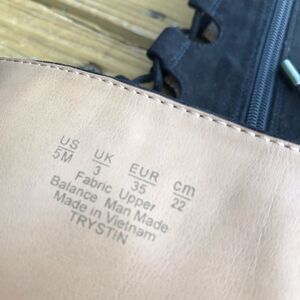 US UK EUR cm
5M 3 35 22
Fabric Upper
Balance Man Made
Made in Vietnam
TRYSTIN